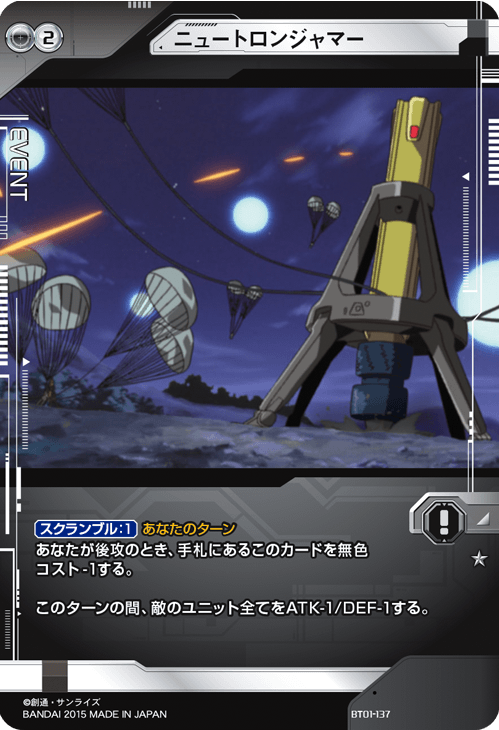 2
ニュートロンジャマー
EVENT
スクランブル:1 あなたのターン
あなたが後攻のとき、手札にあるこのカードを無色
コスト-1する。
このターンの間、敵のユニット全てをATK-1/DEF-1する。
©創通・サンライズ
BANDAI 2015 MADE IN JAPAN
BT01-137